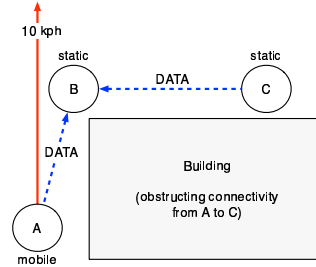 10 kph
static
static
B
DATA
C
DATA
Building
(obstructing connectivity
from A to C)
A
mobile